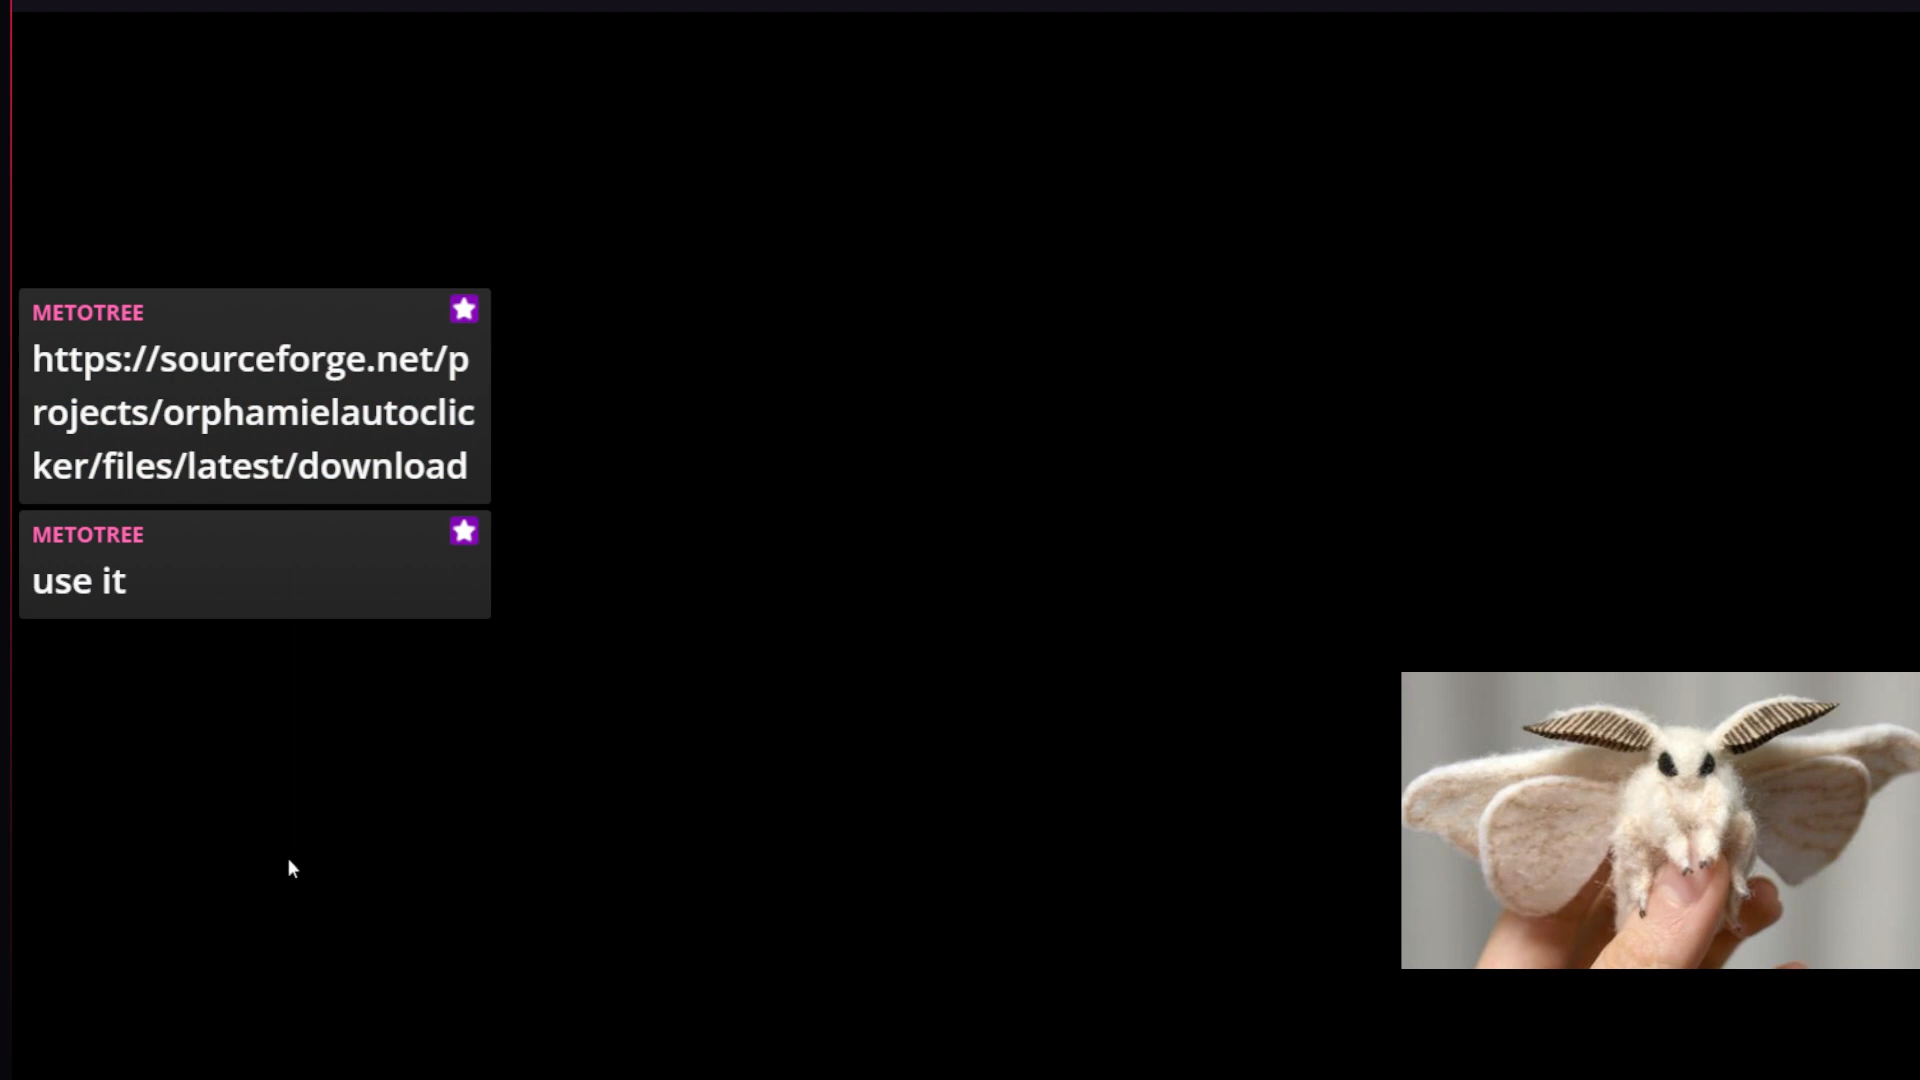 METOTREE
https://sourceforge.net/p
rojects/orphamielautoclic
ker/files/latest/download
METOTREE
use it